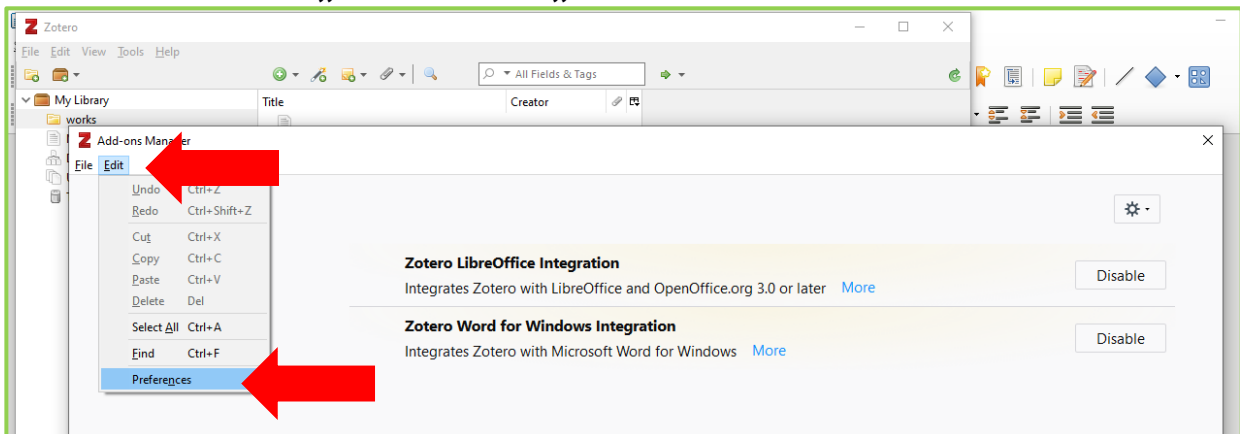 Zotero
File Edit View Tools Help
All Fields & Tags
My Library
Title Creator
works
Add-ons Manager
File Edit
Undo Ctrl+Z
Redo Ctrl+Shift+Z
Cut Ctrl+X
Copy Ctrl+C
Paste Ctrl+V
Delete Del
Select All Ctrl+A
Find Ctrl+F
Preferences
Zotero LibreOffice Integration
Integrates Zotero with LibreOffice and OpenOffice.org 3.0 or later More
Disable
Zotero Word for Windows Integration
Integrates Zotero with Microsoft Word for Windows More
Disable